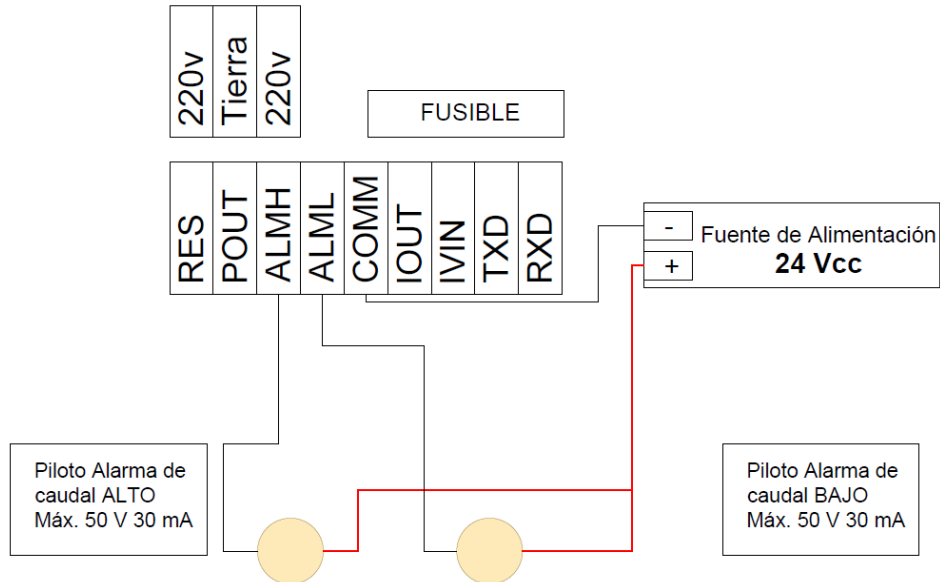 220v
Tierra
220v
FUSIBLE
RES
POUT
ALMH
ALML
COMM
IOUT
IVIN
TXD
RXD
-
+
Fuente de Alimentación
24 Vcc
Piloto Alarma de
caudal ALTO
Máx. 50 V 30 mA
Piloto Alarma de
caudal BAJO
Máx. 50 V 30 mA